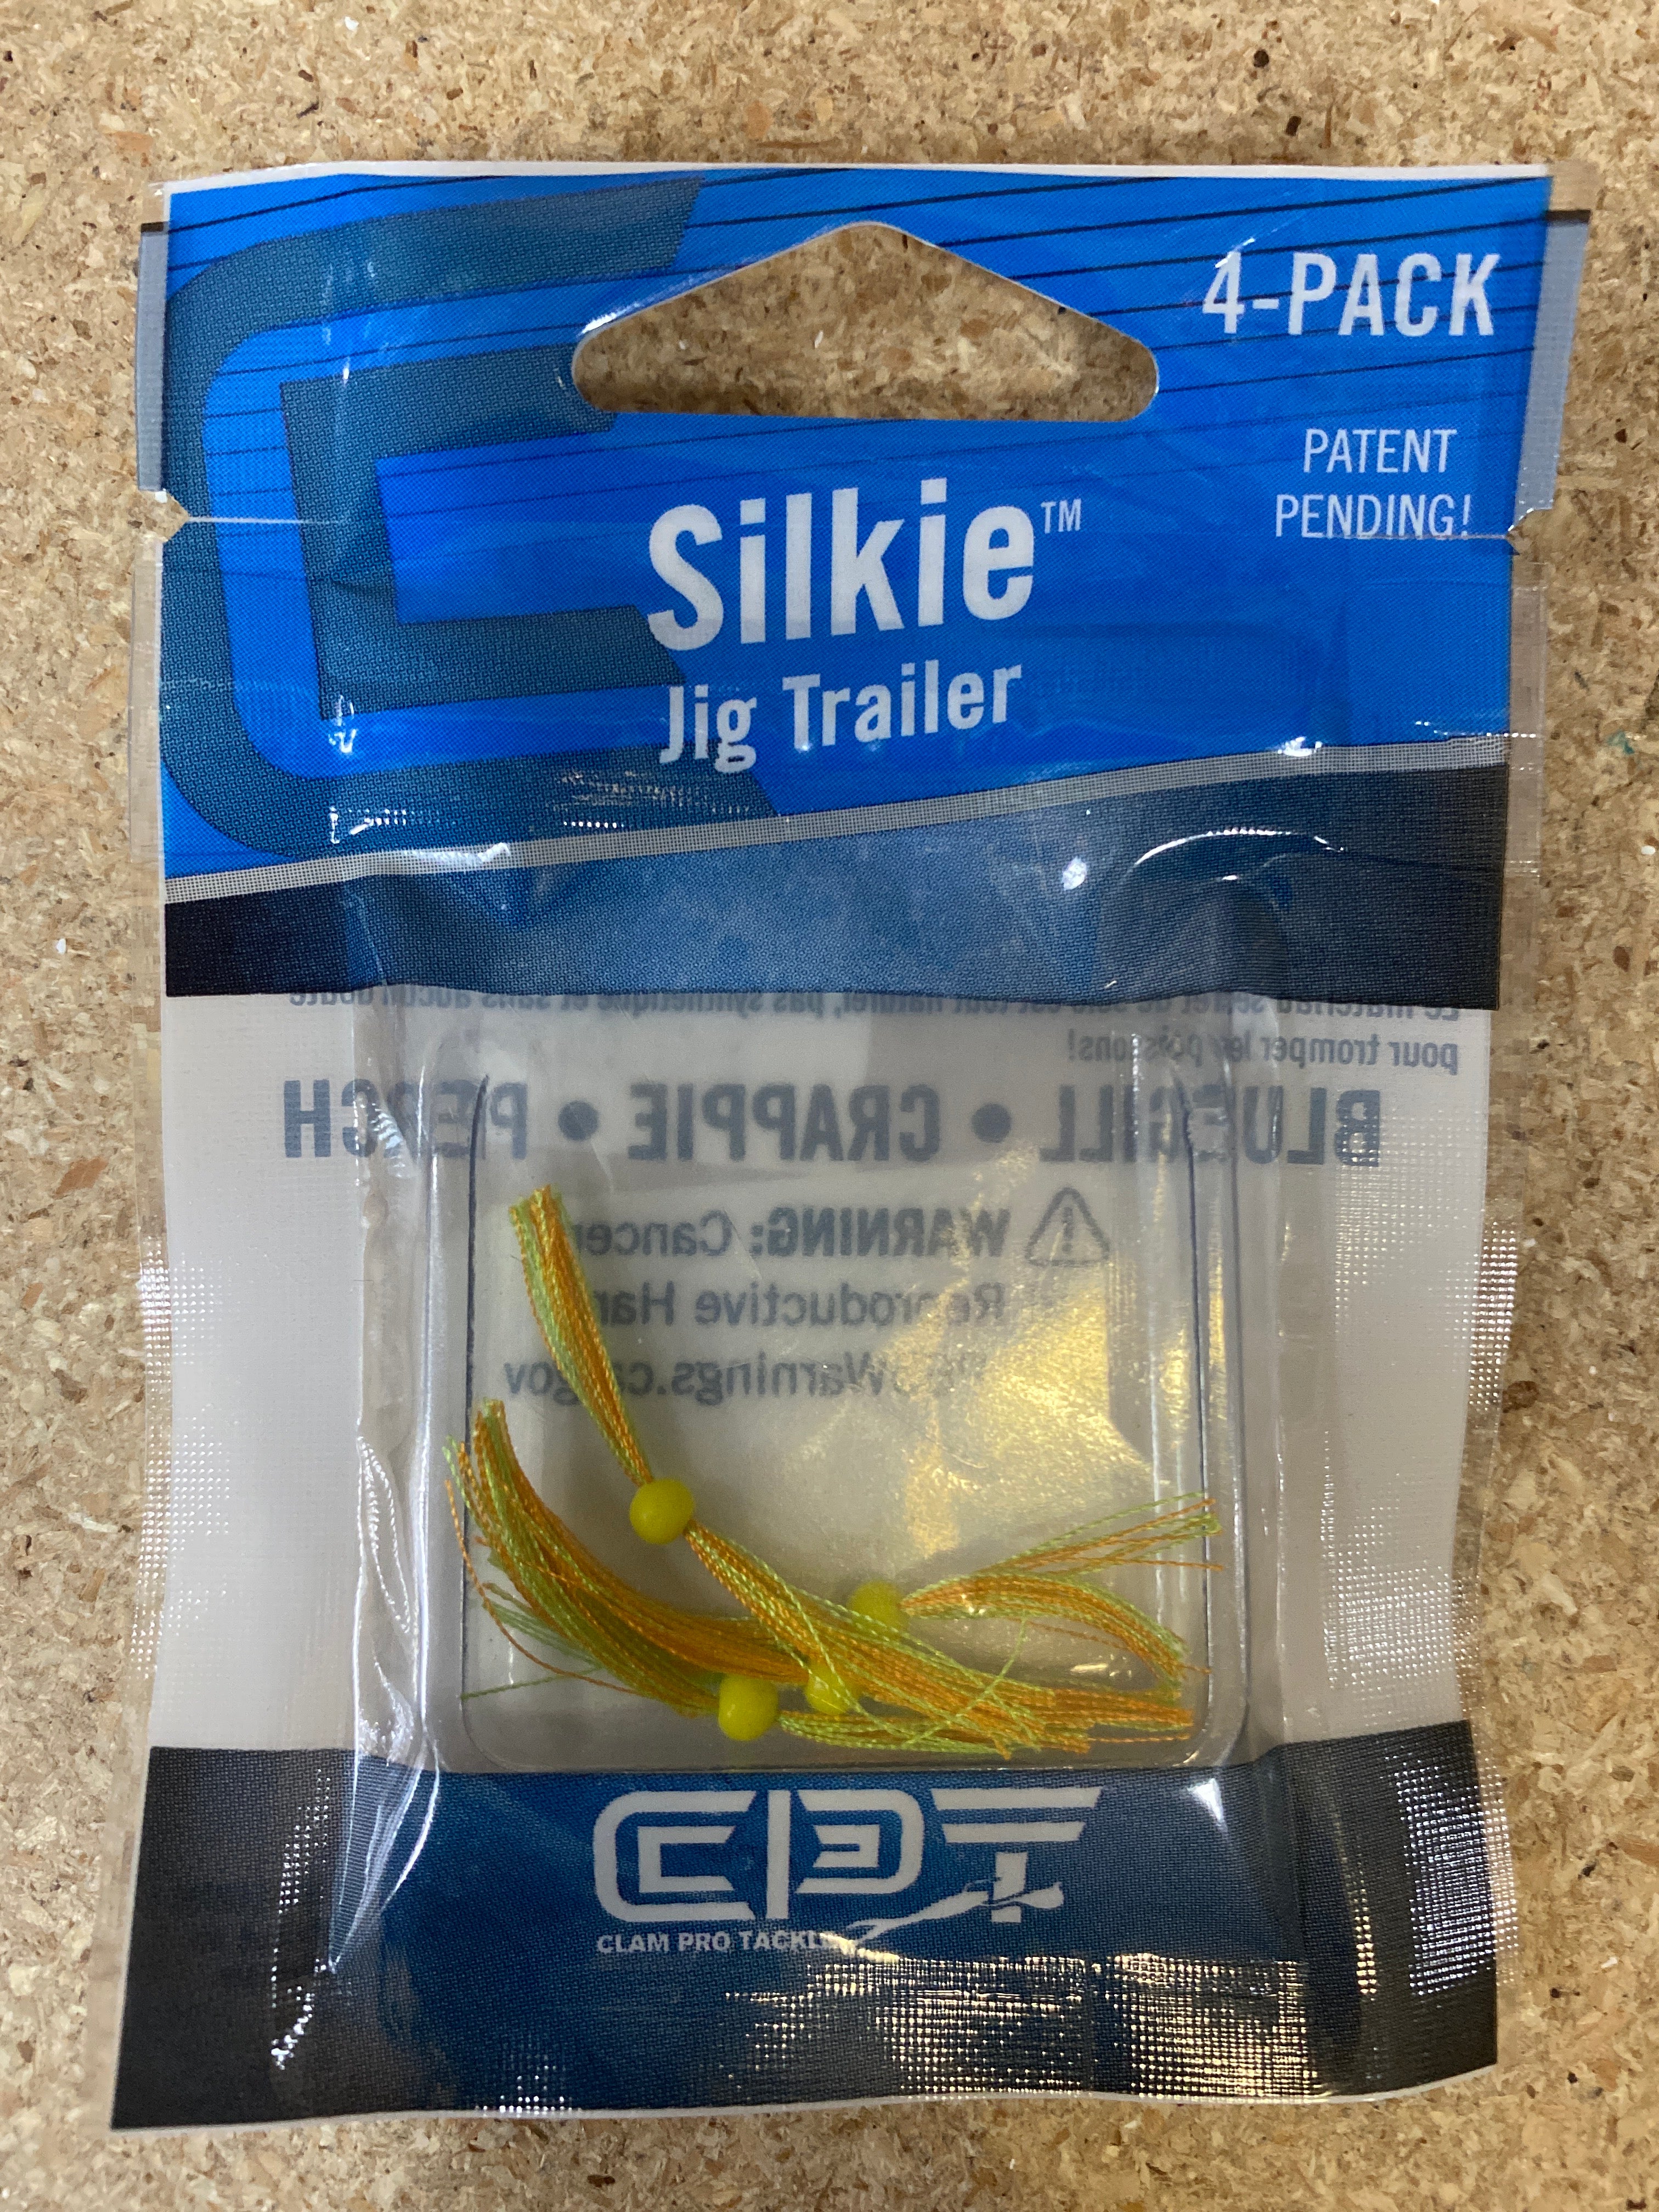 4-PACK
PATENT
PENDING!
Silkie™
Jig Trailer
pour tromper les poissons!
BLUEGILL • CRAPPIE • PERCH
WARNING: Cancer
Reproductive
Warnings.ca.gov
CPT
CLAM PRO TACKLE